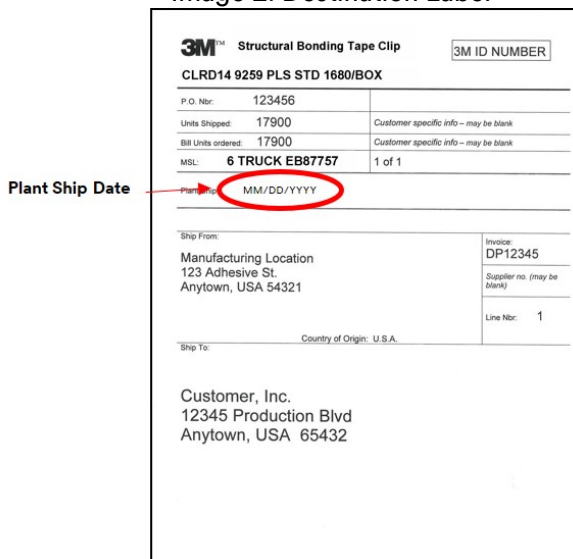 Image 2: Destination Label
3M™ Structural Bonding Tape Clip
3M ID NUMBER
CLRD14 9259 PLS STD 1680/BOX
P.O. Nbr: 123456
Units Shipped: 17900 Customer specific info – may be blank
Bill Units ordered: 17900 Customer specific info – may be blank
MSL: 6 TRUCK EB87757 1 of 1
Plant Ship Date
MM/DD/YYYY
Ship From:
Manufacturing Location
123 Adhesive St.
Anytown, USA 54321
Invoice:
DP12345
Supplier no. (may be
blank)
Line Nbr: 1
Country of Origin: U.S.A.
Ship To:
Customer, Inc.
12345 Production Blvd
Anytown, USA 65432